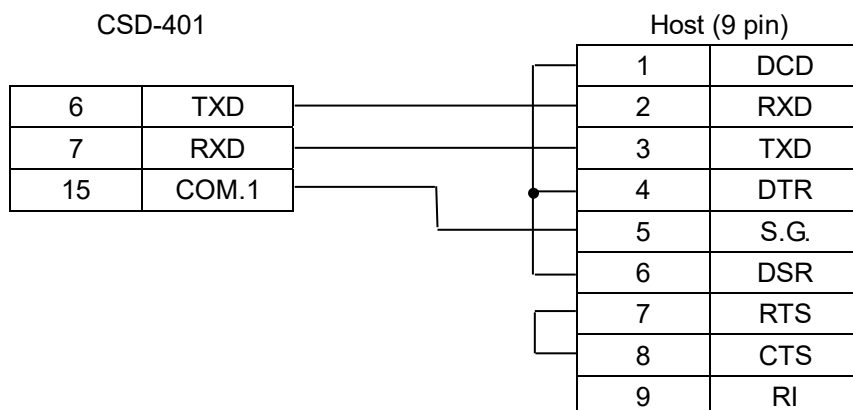 CSD-401 Host (9 pin)
1 DCD
6 TXD 2 RXD
7 RXD 3 TXD
15 COM.1 4 DTR
5 S.G.
6 DSR
7 RTS
8 CTS
9 RI